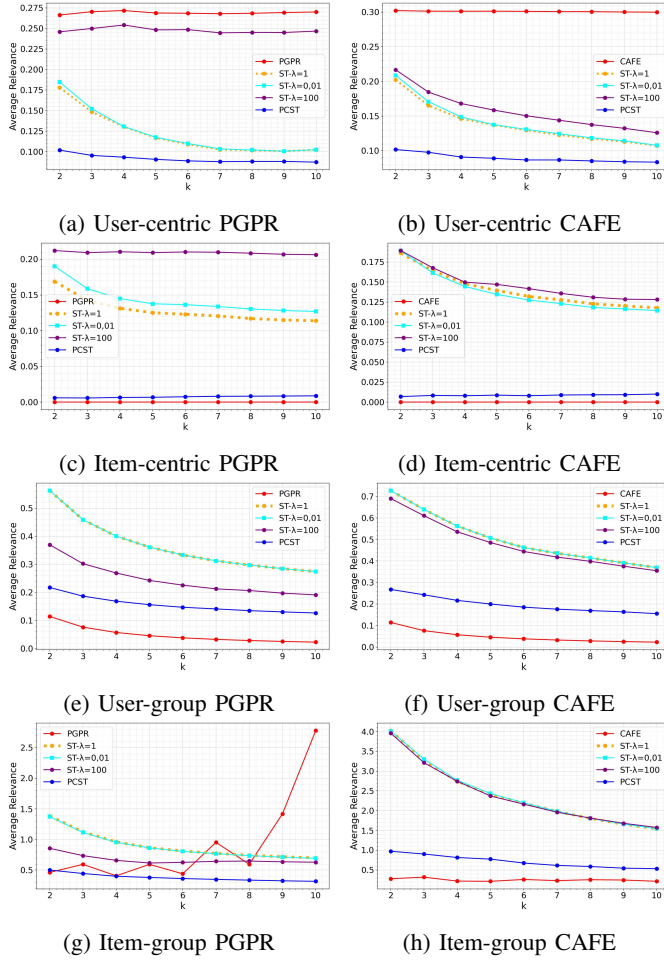 0.275
0.250
0.225
0.200
0.175
0.150
0.125
0.100
Average Relevance
PGPR
ST-λ=1
ST-λ=0,01
ST-λ=100
PCST
2 3 4 5 6 7 8 9 10
k
(a) User-centric PGPR
0.30
0.25
0.20
0.15
0.10
Average Relevance
CAFE
ST-λ=1
ST-λ=0,01
ST-λ=100
PCST
2 3 4 5 6 7 8 9 10
k
(b) User-centric CAFE
0.20
0.15
0.10
0.05
0.00
Average Relevance
PGPR
ST-λ=1
ST-λ=0,01
ST-λ=100
PCST
2 3 4 5 6 7 8 9 10
k
(c) Item-centric PGPR
0.175
0.150
0.125
0.100
0.075
0.050
0.025
0.000
Average Relevance
CAFE
ST-λ=1
ST-λ=0,01
ST-λ=100
PCST
2 3 4 5 6 7 8 9 10
k
(d) Item-centric CAFE
0.5
0.4
0.3
0.2
0.1
0.0
Average Relevance
PGPR
ST-λ=1
ST-λ=0,01
ST-λ=100
PCST
2 3 4 5 6 7 8 9 10
k
(e) User-group PGPR
0.7
0.6
0.5
0.4
0.3
0.2
0.1
0.0
Average Relevance
CAFE
ST-λ=1
ST-λ=0,01
ST-λ=100
PCST
2 3 4 5 6 7 8 9 10
k
(f) User-group CAFE
2.5
2.0
1.5
1.0
0.5
Average Relevance
PGPR
ST-λ=1
ST-λ=0,01
ST-λ=100
PCST
2 3 4 5 6 7 8 9 10
k
(g) Item-group PGPR
4.0
3.5
3.0
2.5
2.0
1.5
1.0
0.5
Average Relevance
CAFE
ST-λ=1
ST-λ=0,01
ST-λ=100
PCST
2 3 4 5 6 7 8 9 10
k
(h) Item-group CAFE